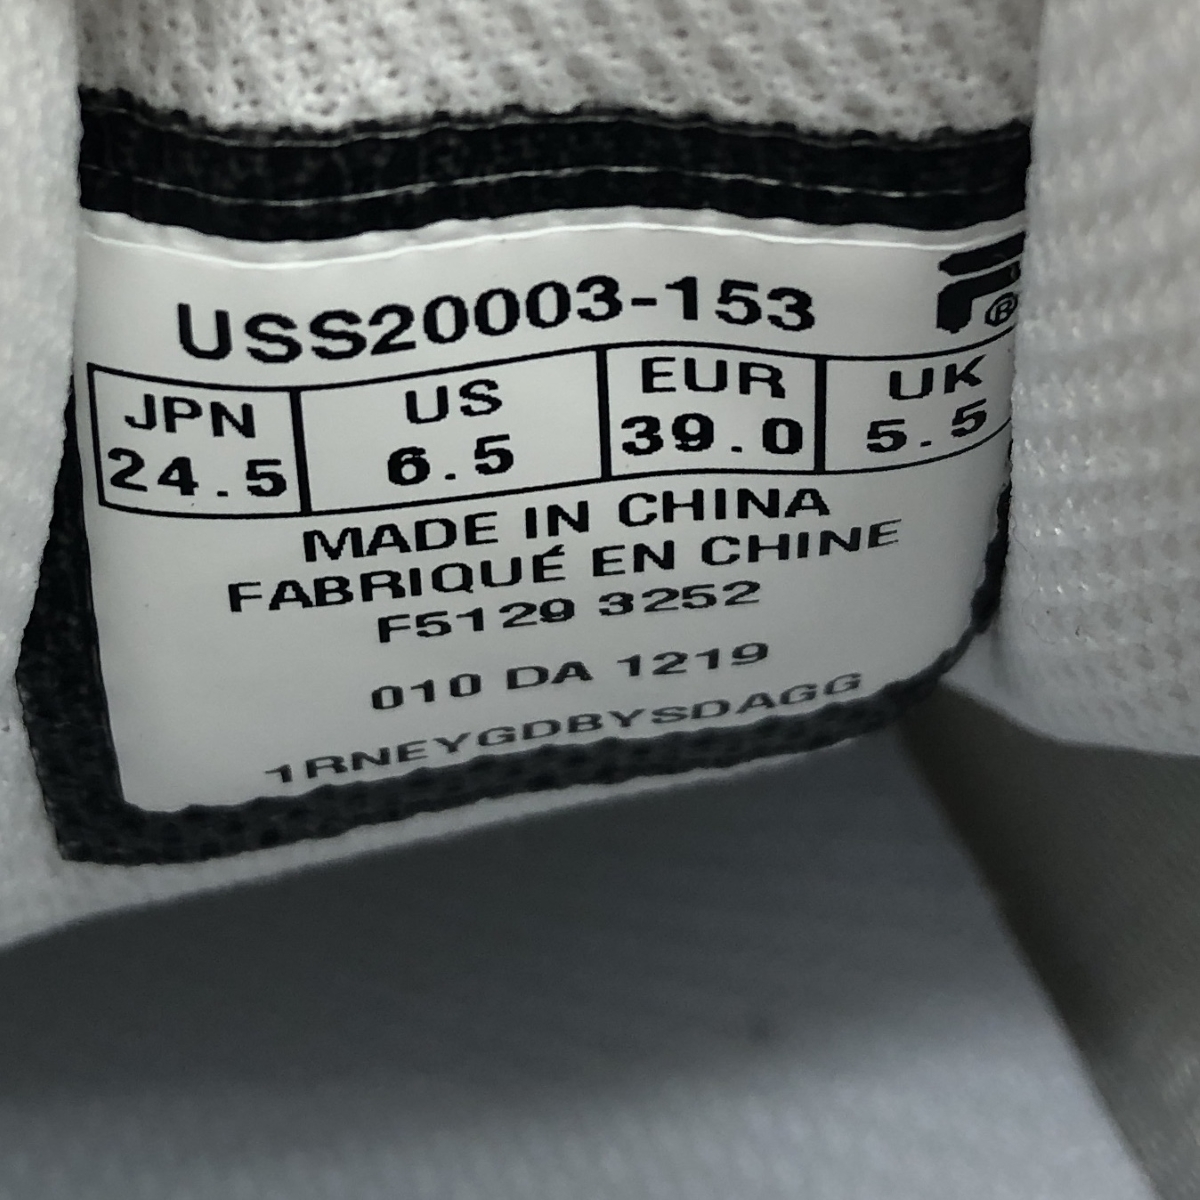 USS20003-153
F®
JPN US EUR UK
24.5 6.5 39.0 5.5
MADE IN CHINA
FABRIQUÉ EN CHINE
F5129 3252
010 DA 1219
1RNEYGDBYSDAGG